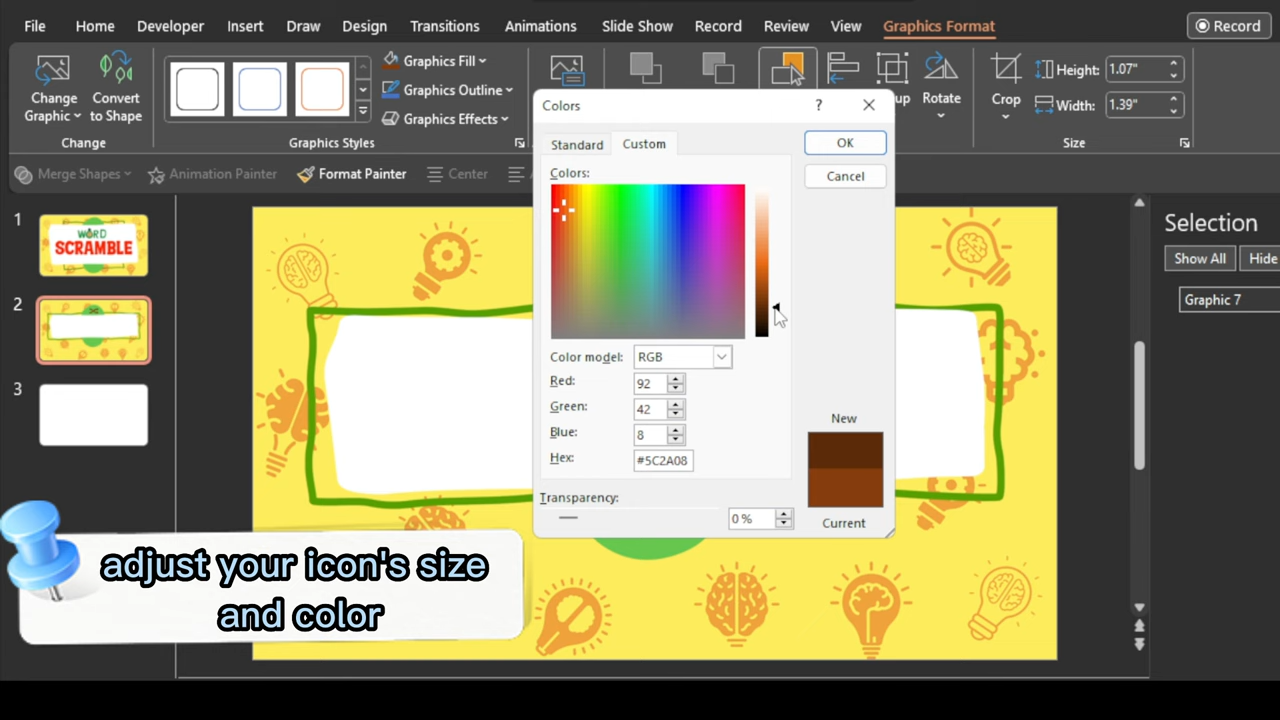 File Home Developer Insert Draw Design Transitions Animations Slide Show Record Review View Graphics Format Record
Graphics Fill
Graphics Outline
Graphics Effects
Change
Graphic
Convert
to Shape
Rotate
Crop
Height: 1.07"
Width: 1.39"
Change
Graphics Styles
Size
Merge Shapes
Animation Painter
Format Painter
Center
Colors
?
Standard
Custom
OK
Cancel
Colors:
Color model: RGB
Red: 92
Green: 42
Blue: 8
Hex: #5C2A08
Transparency:
0 %
New
Current
1
WORD
SCRAMBLE
2
3
Selection
Show All
Hide
Graphic 7
adjust your icon's size
and color